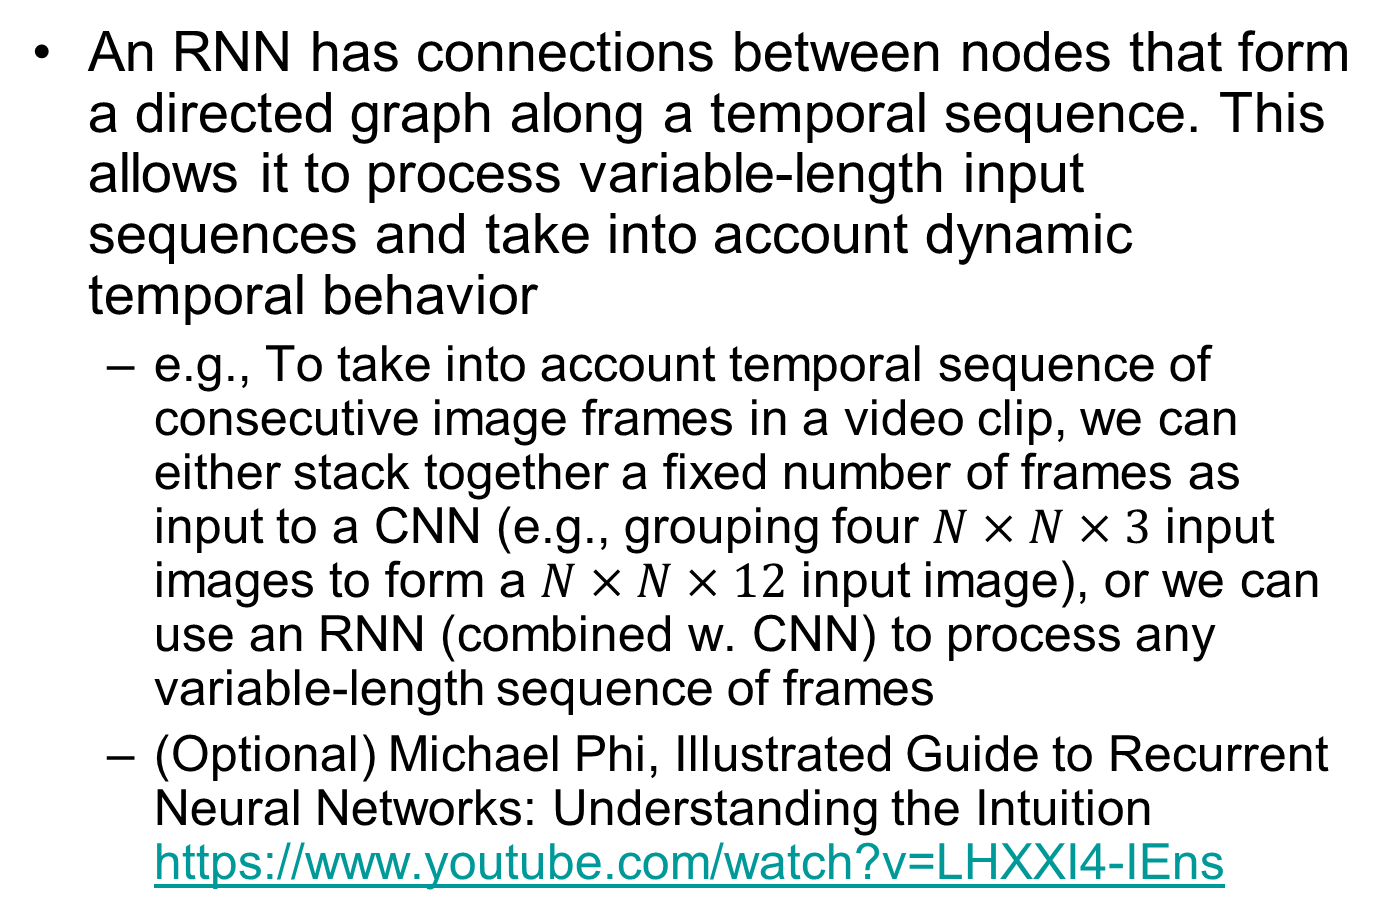 • An RNN has connections between nodes that form
a directed graph along a temporal sequence. This
allows it to process variable-length input
sequences and take into account dynamic
temporal behavior
– e.g., To take into account temporal sequence of
consecutive image frames in a video clip, we can
either stack together a fixed number of frames as
input to a CNN (e.g., grouping four 𝑁 × 𝑁 × 3 input
images to form a 𝑁 × 𝑁 × 12 input image), or we can
use an RNN (combined w. CNN) to process any
variable-length sequence of frames
– (Optional) Michael Phi, Illustrated Guide to Recurrent
Neural Networks: Understanding the Intuition
https://www.youtube.com/watch?v=LHXXI4-IEns